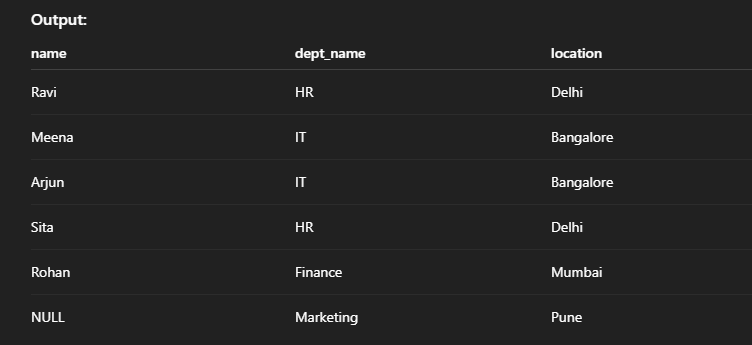 Output:
name dept_name location
Ravi HR Delhi
Meena IT Bangalore
Arjun IT Bangalore
Sita HR Delhi
Rohan Finance Mumbai
NULL Marketing Pune